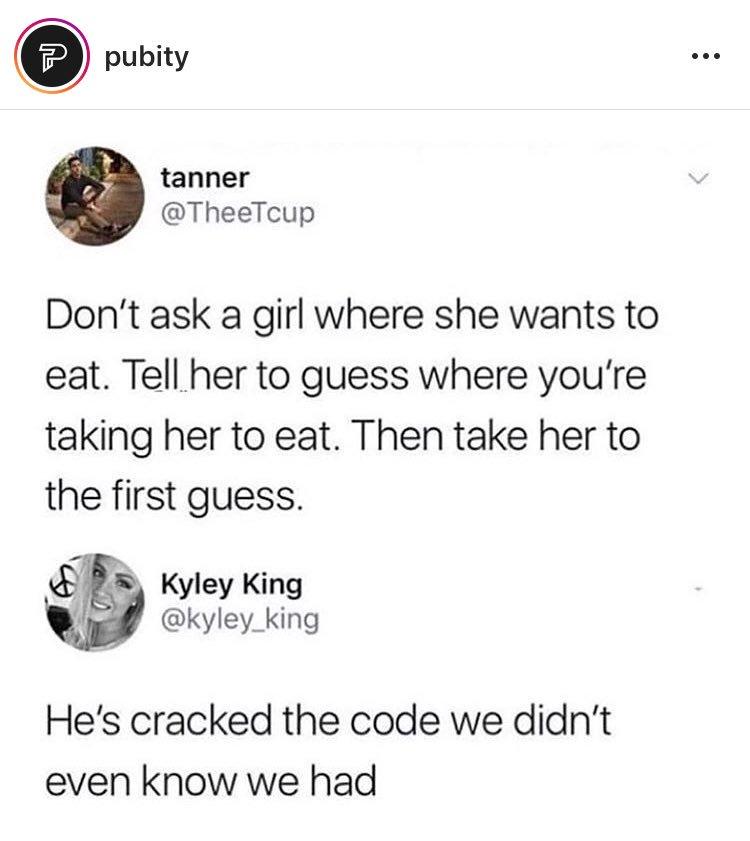 pubity
tanner
@TheeTcup
Don't ask a girl where she wants to
eat. Tell her to guess where you're
taking her to eat. Then take her to
the first guess.
Kyley King
@kyley_king
He's cracked the code we didn't
even know we had